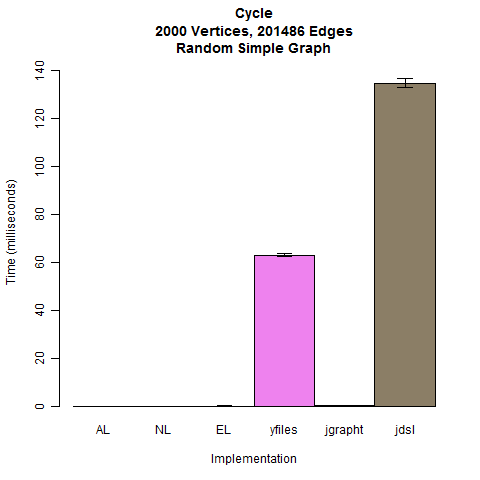 Cycle
2000 Vertices, 201486 Edges
Random Simple Graph
Time (milliseconds)
140
120
100
80
60
40
20
0
AL NL EL yfiles jgrapht jdsl
Implementation